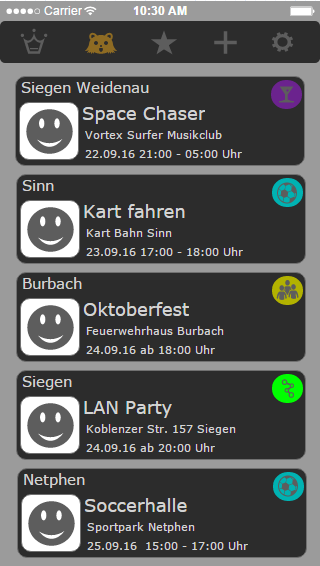 Carrier 10:30 AM
Siegen Weidenau
Space Chaser
Vortex Surfer Musikclub
22.09.16 21:00 - 05:00 Uhr
Sinn
Kart fahren
Kart Bahn Sinn
23.09.16 17:00 - 18:00 Uhr
Burbach
Oktoberfest
Feuerwehrhaus Burbach
24.09.16 ab 18:00 Uhr
Siegen
LAN Party
Koblenzer Str. 157 Siegen
24.09.16 ab 20:00 Uhr
Netphen
Soccerhalle
Sportpark Netphen
25.09.16 15:00 - 17:00 Uhr